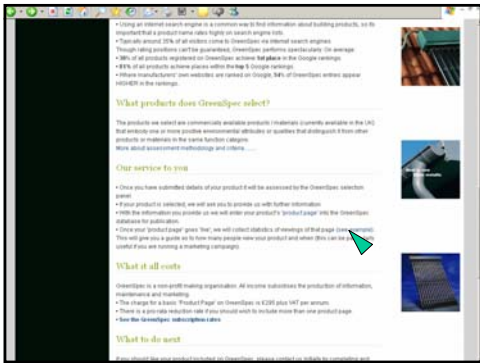 • Using an internet search engine is a common way to find information about building products, so its
important that a product name rates highly on search engine lists.
• Typically around 35% of all visitors come to GreenSpec via internet search engines
Though rating positions can't be guaranteed, GreenSpec performs spectacularly. On average:
• 38% of all products registered on GreenSpec achieve 1st place in the Google rankings.
• 81% of all products achieve places within the top 5 Google rankings.
• Where manufacturers' own websites are ranked on Google, 54% of GreenSpec entries appear
HIGHER in the rankings.
What products does GreenSpec select?
The products we select are commercially available products / materials (currently available in the UK)
that embody one or more positive environmental attributes or qualities that distinguish it from other
products or materials in the same function category.
More about assessment methodology and criteria ......
Our service to you
• Once you have submitted details of your product it will be assessed by the GreenSpec selection
panel.
• If your product is selected, we will ask you to provide us with further information
• With the information you provide us we will enter your product's 'product page' into the GreenSpec
database for publication.
• Once your 'product page' goes 'live', we will collect statistics of viewings of that page (see example).
This will give you a guide as to how many people view your product and when (this can be
useful if you are running a marketing campaign).
What it all costs
GreenSpec is a non-profit making organisation. All income subsidises the production of information,
maintenance and marketing.
• The charge for a basic 'Product Page' on GreenSpec is £295 plus VAT per annum.
• There is a pro-rata reduction rate if you should wish to include more than one product page.
• See the GreenSpec subscription rates
What to do next